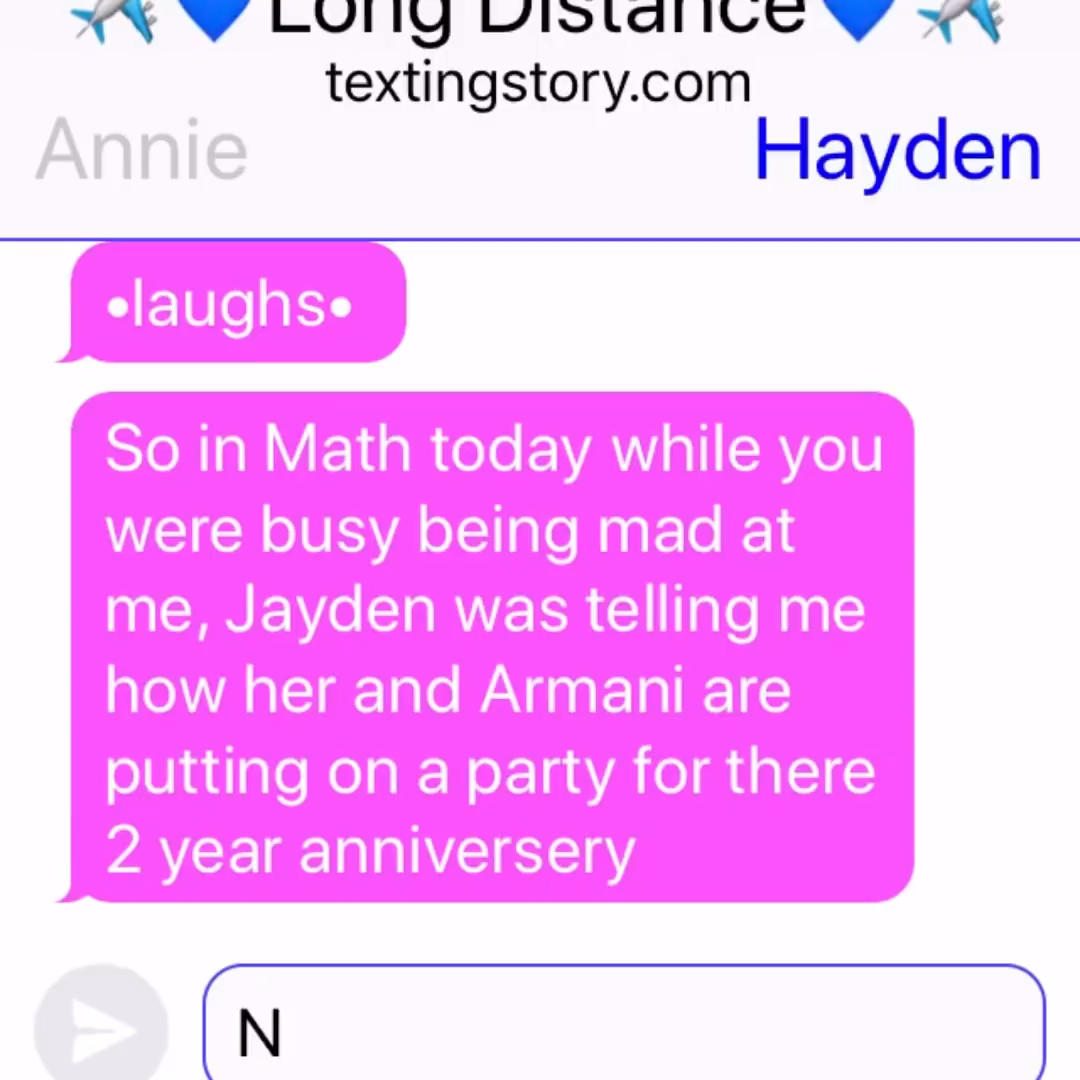 ✈️💙Long Distance💙✈️
textingstory.com
Annie
Hayden
•laughs•
So in Math today while you
were busy being mad at
me, Jayden was telling me
how her and Armani are
putting on a party for there
2 year anniversery
N